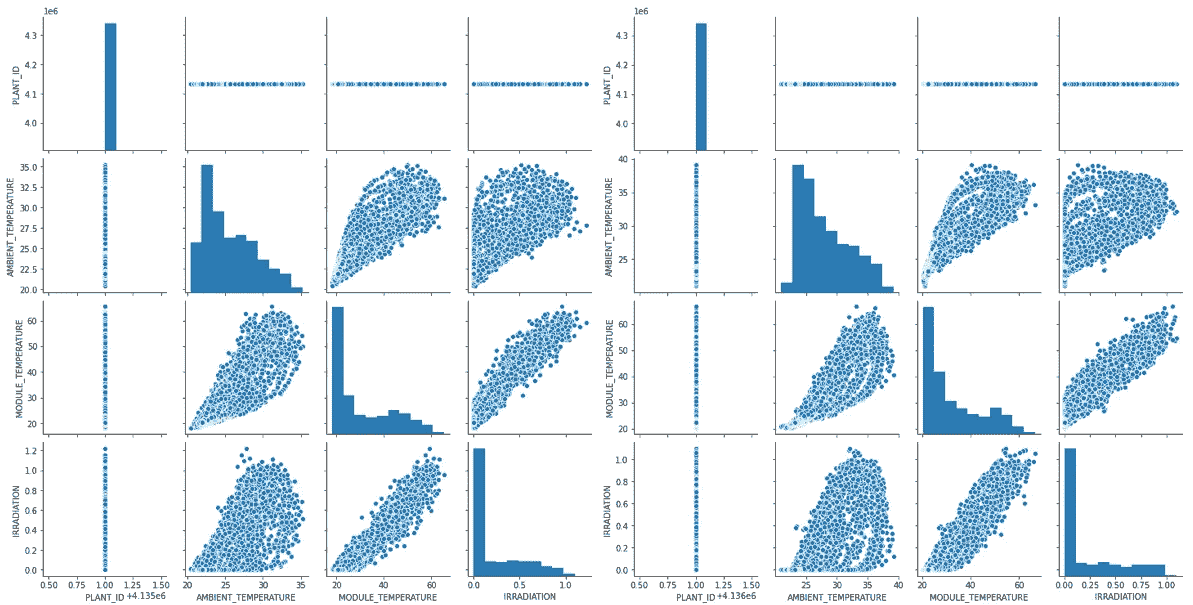 1e6
1e6
PLANT_ID
4.3
4.2
4.1
4.0
PLANT_ID
4.3
4.2
4.1
4.0
AMBIENT_TEMPERATURE
35.0
32.5
30.0
27.5
25.0
22.5
20.0
AMBIENT_TEMPERATURE
40
35
30
25
MODULE_TEMPERATURE
60
50
40
30
20
MODULE_TEMPERATURE
60
50
40
30
20
IRRADIATION
1.2
1.0
0.8
0.6
0.4
0.2
0.0
IRRADIATION
1.0
0.8
0.6
0.4
0.2
0.0
0.50 0.75 1.00 1.25 1.50
PLANT_ID +4.135e6
20 25 30 35
AMBIENT_TEMPERATURE
20 40 60
MODULE_TEMPERATURE
0.0 0.5 1.0
IRRADIATION
0.50 0.75 1.00 1.25 1.50
PLANT_ID +4.136e6
25 30 35 40
AMBIENT_TEMPERATURE
20 40 60
MODULE_TEMPERATURE
0.00 0.25 0.50 0.75 1.00
IRRADIATION